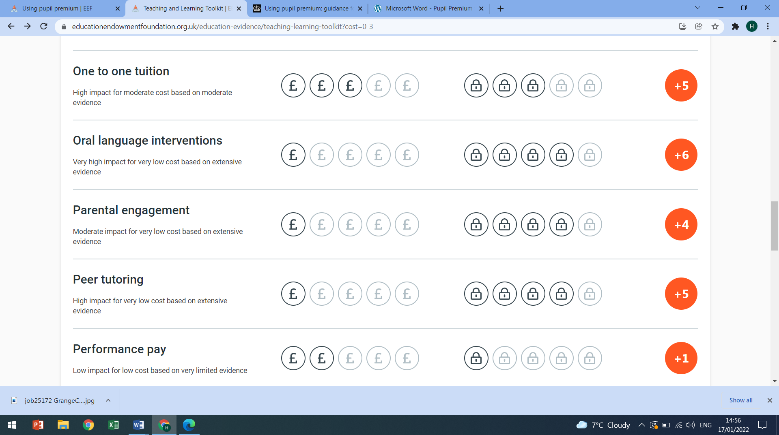 Using pupil premium | EEF
Teaching and Learning Toolkit | E
Using pupil premium: guidance
Microsoft Word - Pupil Premium
educationendowmentfoundation.org.uk/education-evidence/teaching-learning-toolkit?cost=0-3
H
One to one tuition
High impact for moderate cost based on moderate
evidence
£ £ £ £ £
+5
Oral language interventions
Very high impact for very low cost based on extensive
evidence
£ £ £ £ £
+6
Parental engagement
Moderate impact for very low cost based on extensive
evidence
£ £ £ £ £
+4
Peer tutoring
High impact for very low cost based on extensive
evidence
£ £ £ £ £
+5
Performance pay
Low impact for low cost based on very limited evidence
£ £ £ £ £
+1
job25172 GrangeC....jpg
Show all
7°C Cloudy
ENG
14:56
17/01/2022